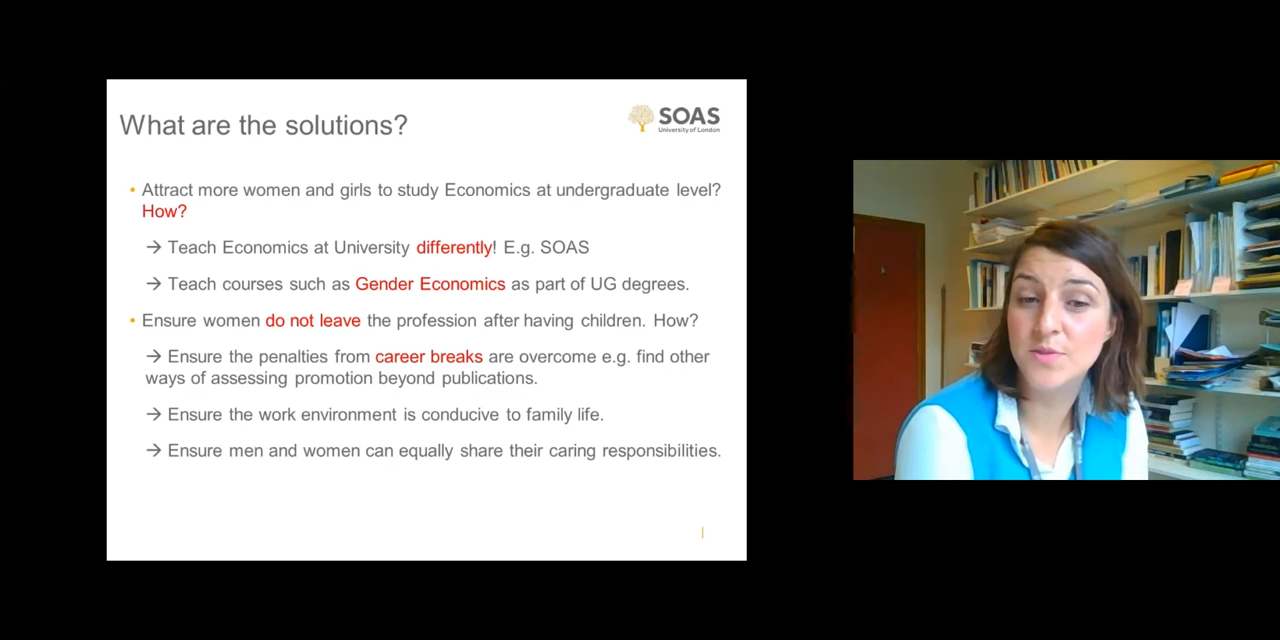 What are the solutions?
SOAS
University of London
• Attract more women and girls to study Economics at undergraduate level?
How?
→ Teach Economics at University differently! E.g. SOAS
→ Teach courses such as Gender Economics as part of UG degrees.
• Ensure women do not leave the profession after having children. How?
→ Ensure the penalties from career breaks are overcome e.g. find other
ways of assessing promotion beyond publications.
→ Ensure the work environment is conducive to family life.
→ Ensure men and women can equally share their caring responsibilities.